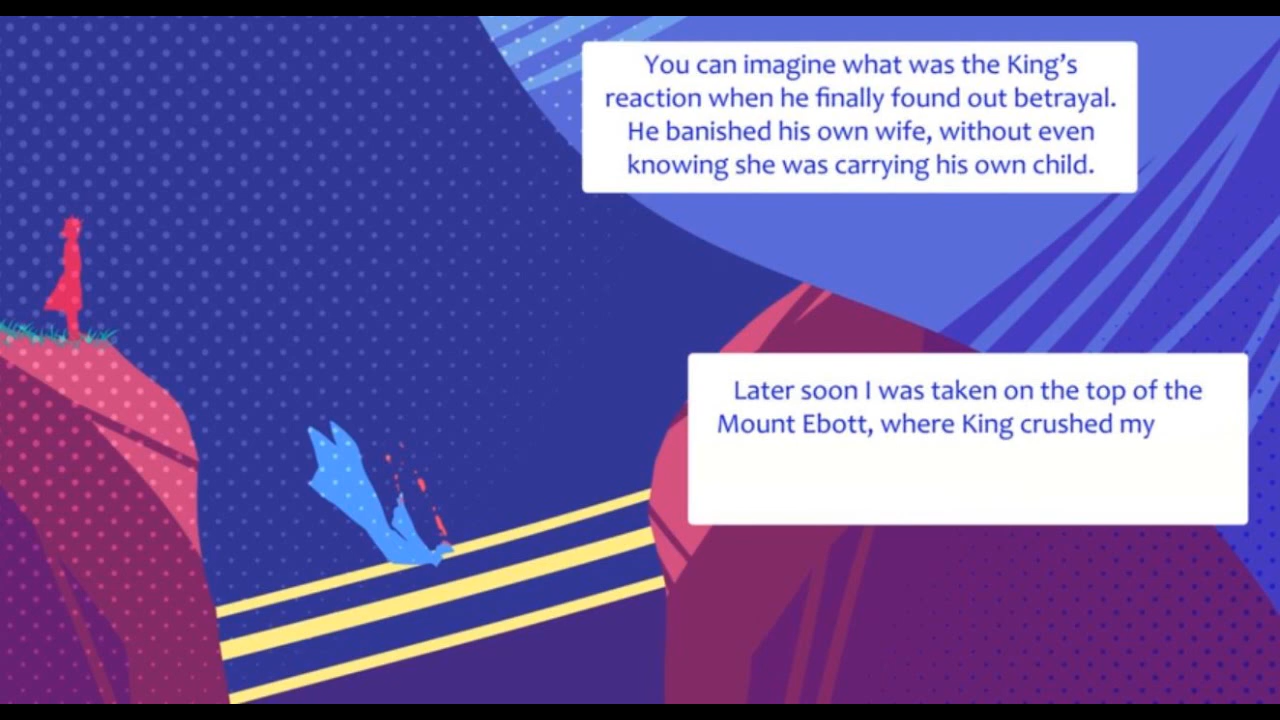 You can imagine what was the King’s
reaction when he finally found out betrayal.
He banished his own wife, without even
knowing she was carrying his own child.
Later soon I was taken on the top of the
Mount Ebott, where King crushed my